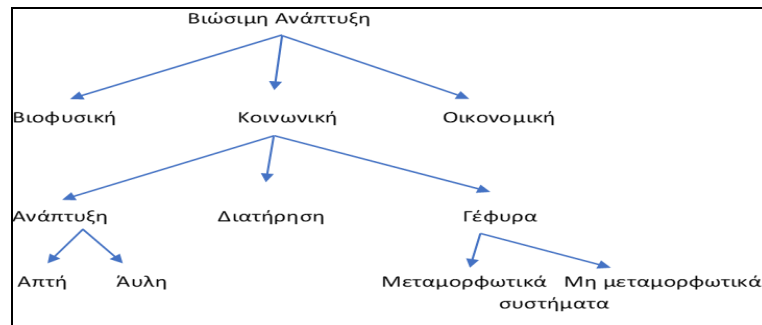 Βιώσιμη Ανάπτυξη
Βιοφυσική Κοινωνική Οικονομική
Ανάπτυξη Διατήρηση Γέφυρα
Απτή Άυλη Μεταμορφωτικά Μη μεταμορφωτικά
συστήματα